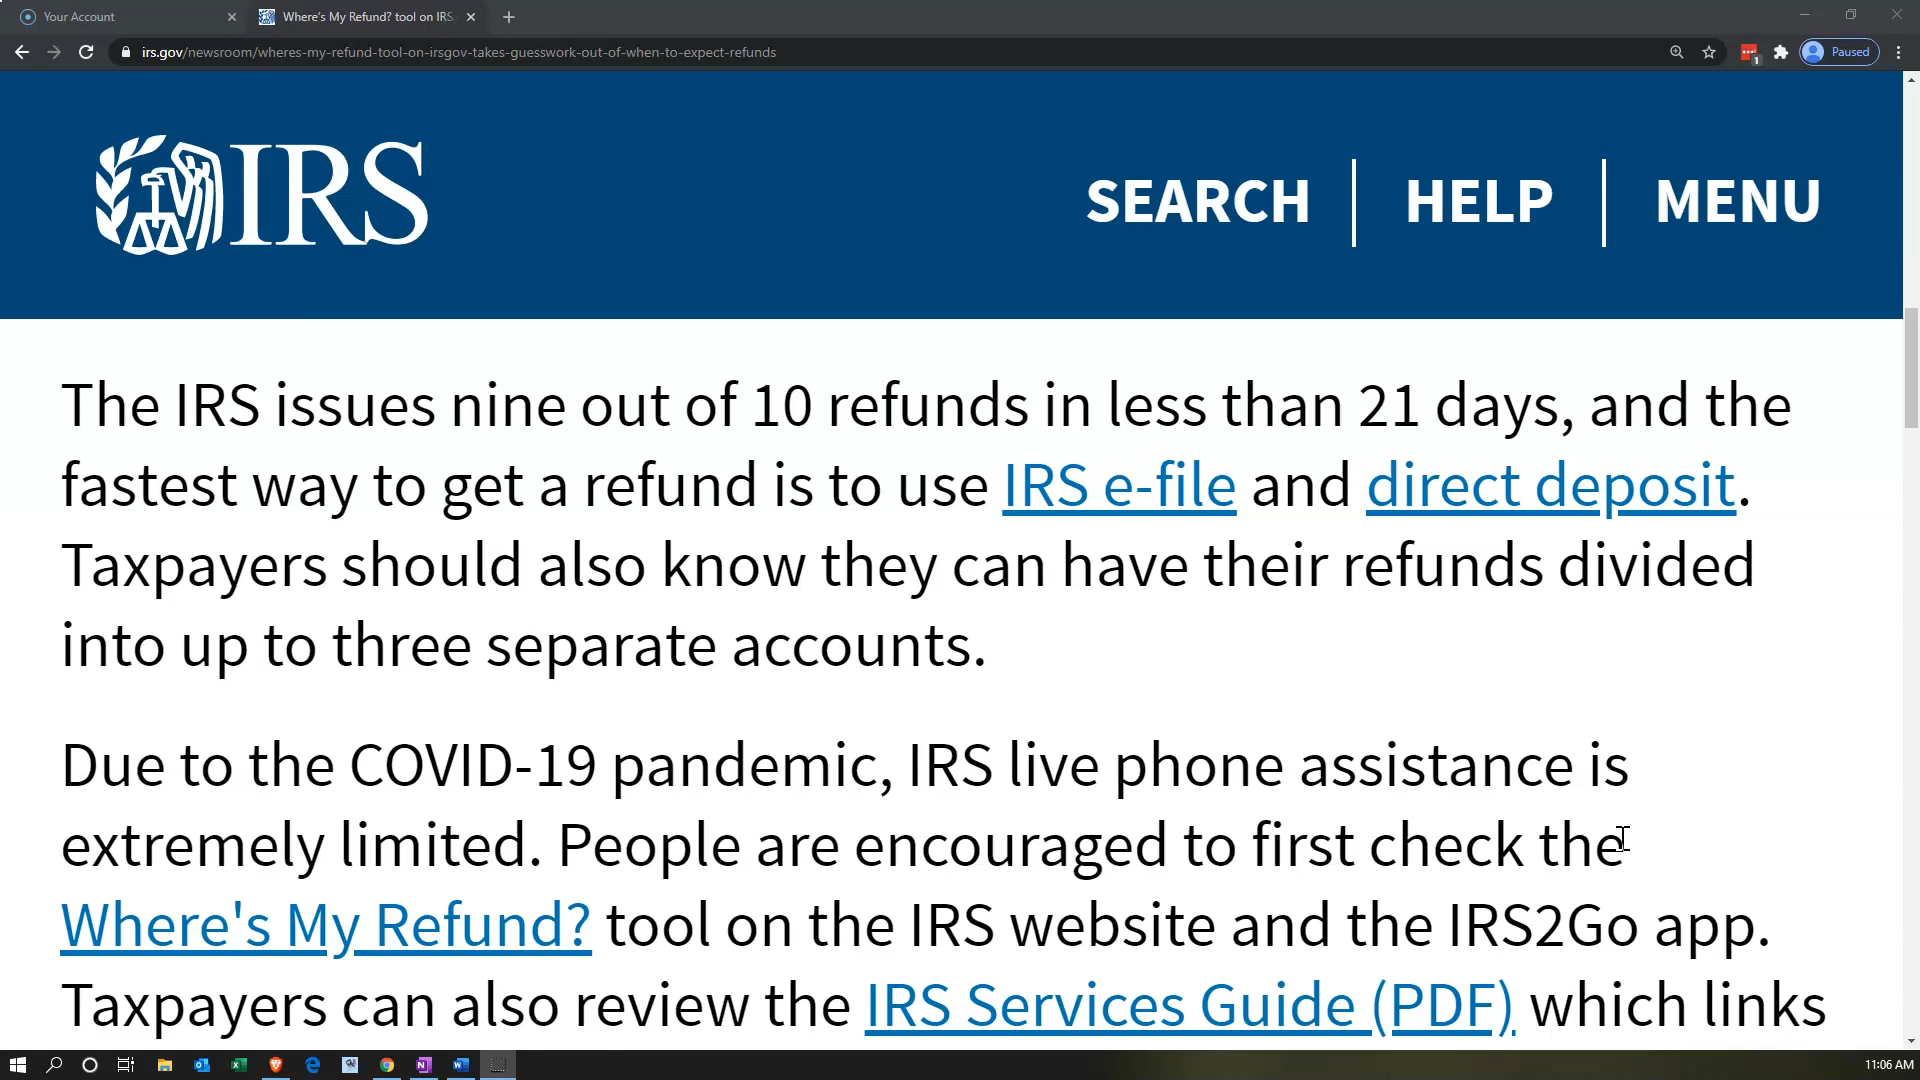 Your Account
Where's My Refund? tool on IRS.
irs.gov/newsroom/wheres-my-refund-tool-on-irsgov-takes-guesswork-out-of-when-to-expect-refunds
1
Paused
IRS
SEARCH
HELP
MENU
The IRS issues nine out of 10 refunds in less than 21 days, and the
fastest way to get a refund is to use IRS e-file and direct deposit.
Taxpayers should also know they can have their refunds divided
into up to three separate accounts.
Due to the COVID-19 pandemic, IRS live phone assistance is
extremely limited. People are encouraged to first check the
Where's My Refund? tool on the IRS website and the IRS2Go app.
Taxpayers can also review the IRS Services Guide (PDF) which links
11:06 AM